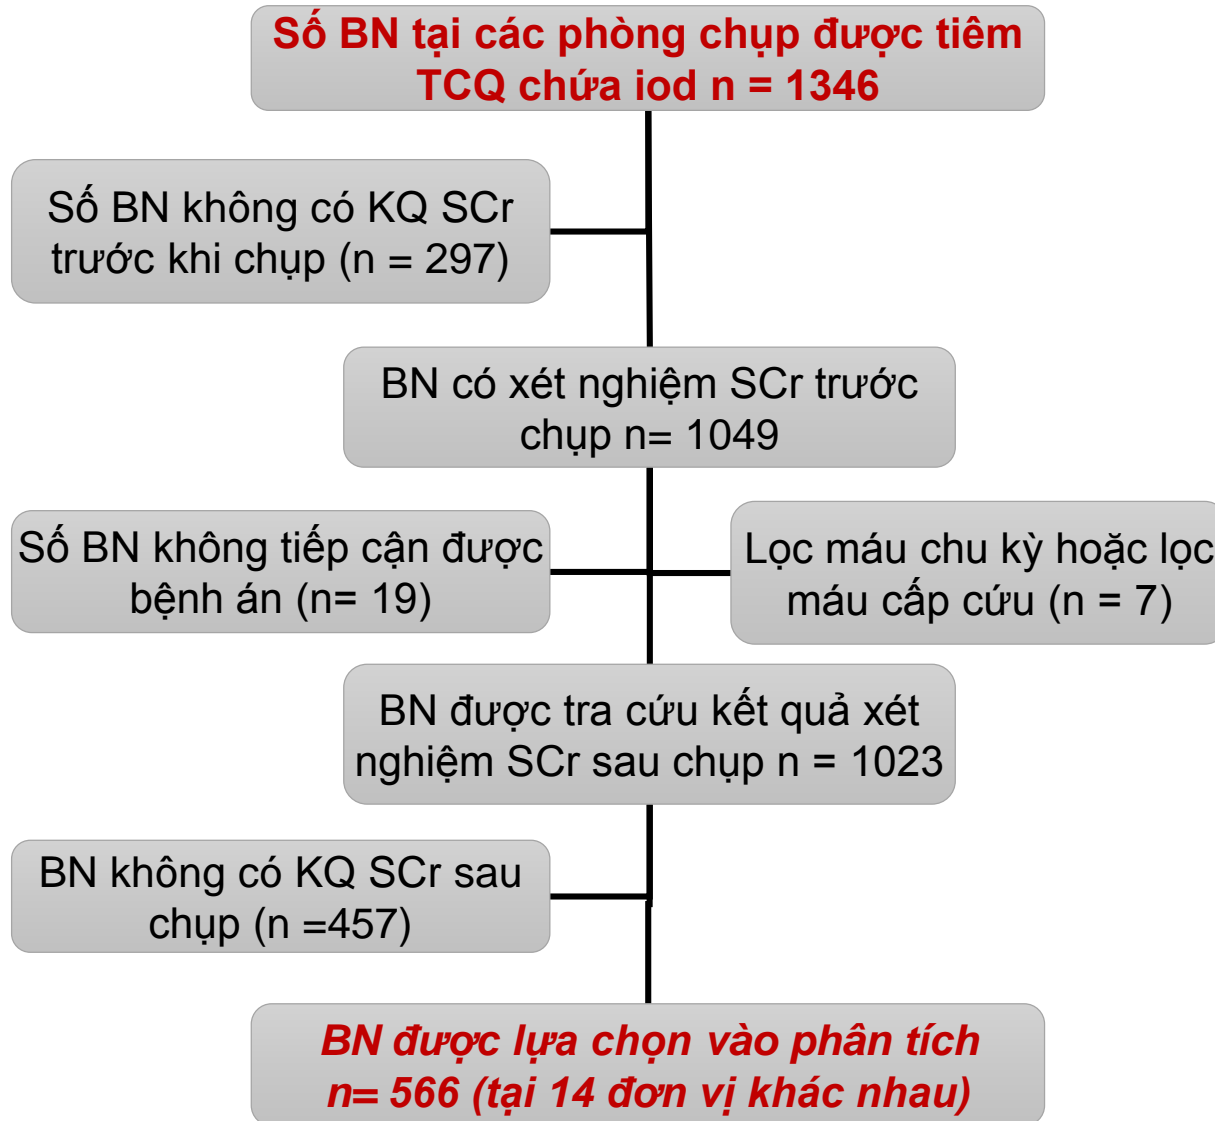 Số BN tại các phòng chụp được tiêm
TCQ chứa iod n = 1346
Số BN không có KQ SCr
trước khi chụp (n = 297)
BN có xét nghiệm SCr trước
chụp n= 1049
Số BN không tiếp cận được
bệnh án (n= 19)
Lọc máu chu kỳ hoặc lọc
máu cấp cứu (n = 7)
BN được tra cứu kết quả xét
nghiệm SCr sau chụp n = 1023
BN không có KQ SCr sau
chụp (n =457)
BN được lựa chọn vào phân tích
n= 566 (tại 14 đơn vị khác nhau)